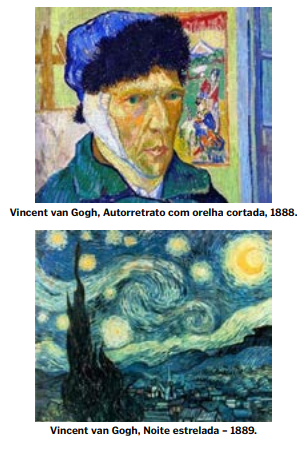 Vincent van Gogh, Autorretrato com orelha cortada, 1888.
Vincent van Gogh, Noite estrelada – 1889.